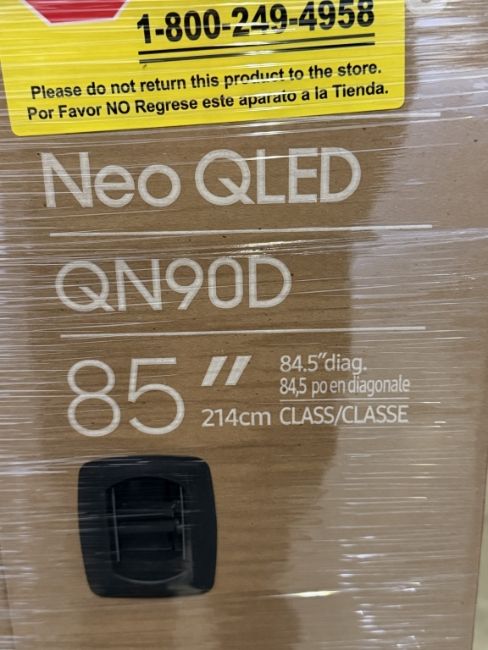 1-800-249-4958
Please do not return this product to the store.
Por Favor NO Regrese este aparato a la Tienda.
Neo QLED
QN90D
85" 84.5"diag.
84,5 po en diagonale
214cm CLASS/CLASSE